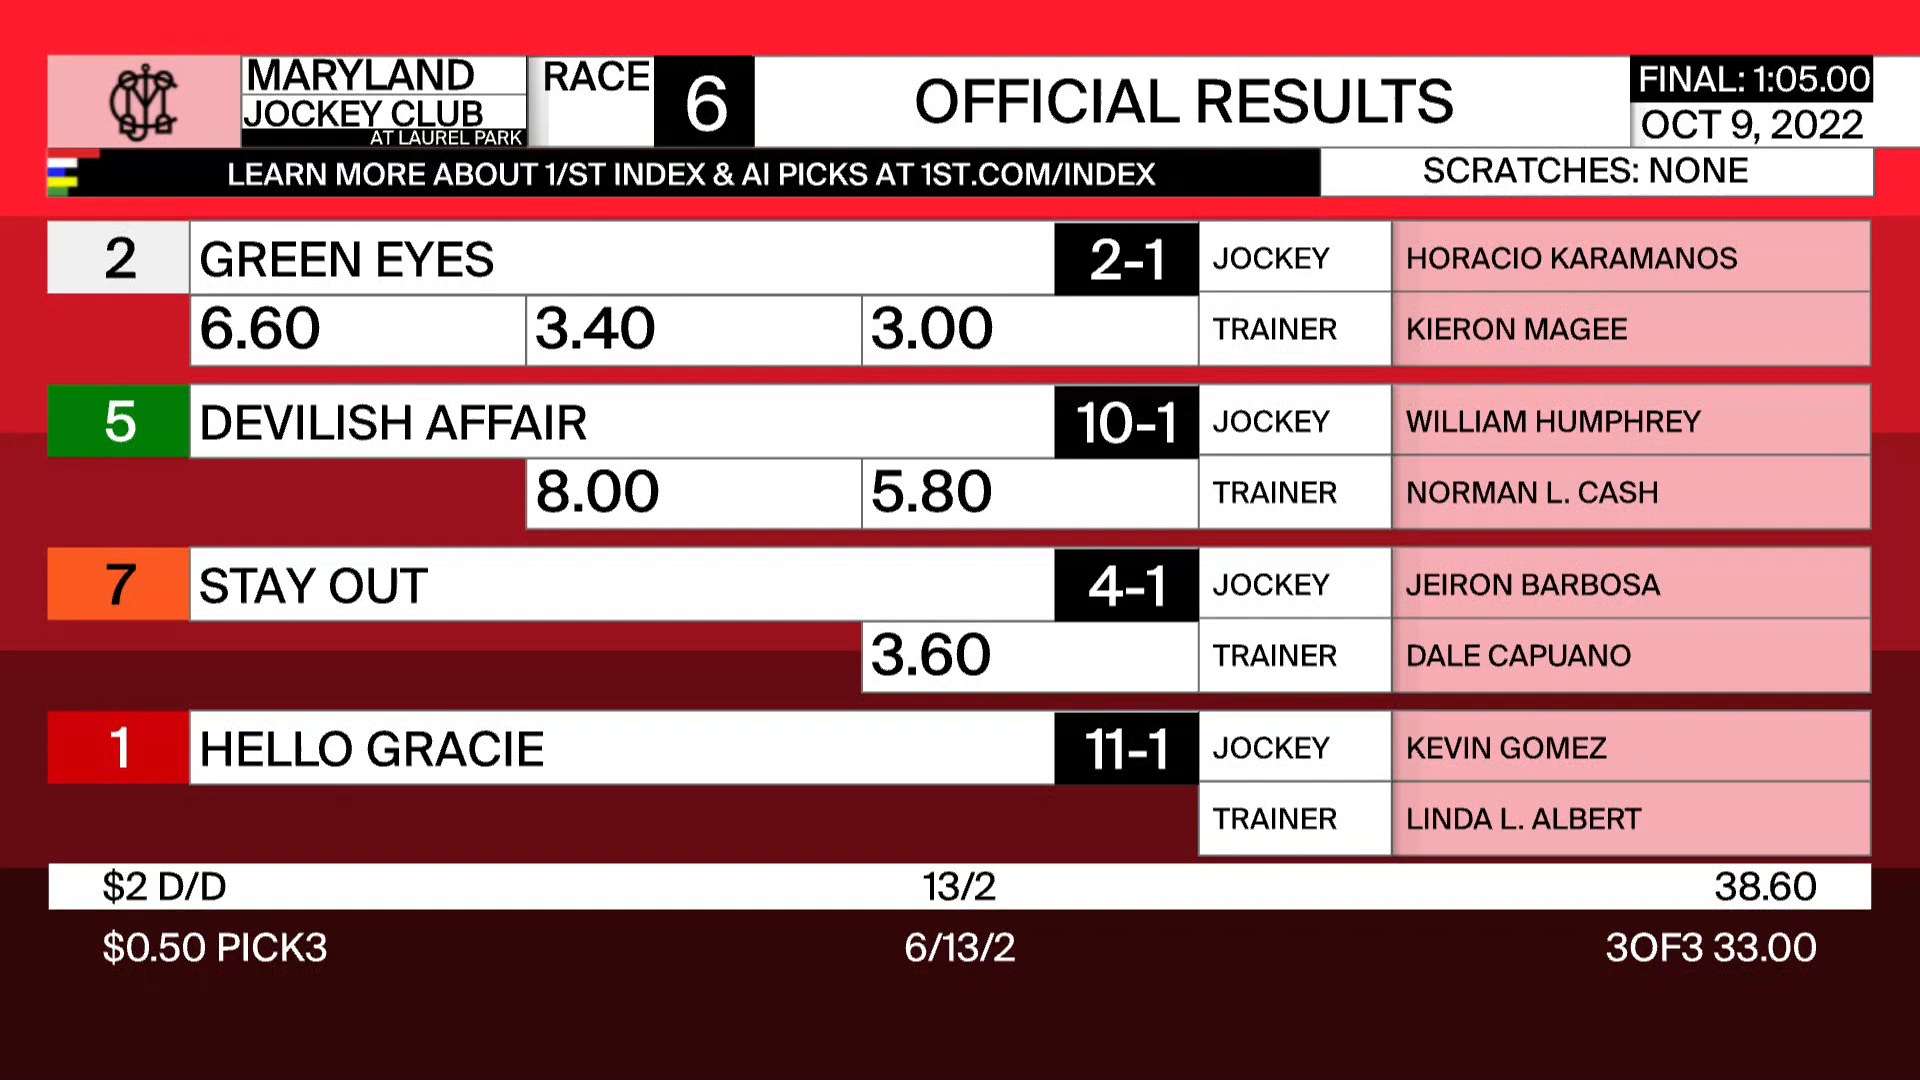 MARYLAND
JOCKEY CLUB
AT LAUREL PARK
RACE 6
OFFICIAL RESULTS
FINAL: 1:05.00
OCT 9, 2022
LEARN MORE ABOUT 1/ST INDEX & AI PICKS AT 1ST.COM/INDEX
SCRATCHES: NONE
2 GREEN EYES 2-1 JOCKEY HORACIO KARAMANOS
6.60 3.40 3.00 TRAINER KIERON MAGEE
5 DEVILISH AFFAIR 10-1 JOCKEY WILLIAM HUMPHREY
8.00 5.80 TRAINER NORMAN L. CASH
7 STAY OUT 4-1 JOCKEY JEIRON BARBOSA
3.60 TRAINER DALE CAPUANO
1 HELLO GRACIE 11-1 JOCKEY KEVIN GOMEZ
TRAINER LINDA L. ALBERT
$2 D/D 13/2 38.60
$0.50 PICK3 6/13/2 3OF3 33.00